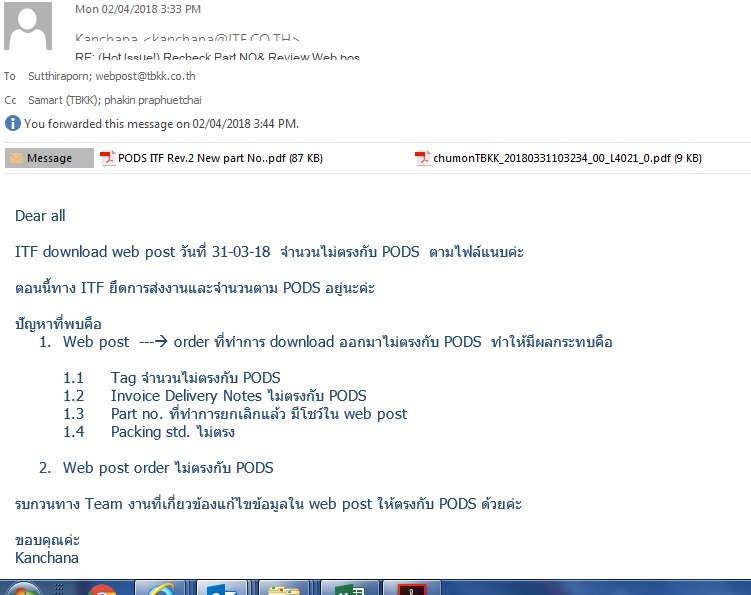 Mon 02/04/2018 3:33 PM
Kanchana <kanchana@ITF.CO.TH>
RE: (Hot Issue!) Recheck Part NO& Review Web pos
To Sutthiraporn; webpost@tbkk.co.th
Cc Samart (TBKK); phakin praphuetchai
You forwarded this message on 02/04/2018 3:44 PM.
Message PODS ITF Rev.2 New part No..pdf (87 KB) chumonTBKK_20180331103234_00_L4021_0.pdf (9 KB)
Dear all
ITF download web post วันที่ 31-03-18 จำนวนไม่ตรงกับ PODS ตามไฟล์แนบค่ะ
ตอนนี้ทาง ITF ยึดการส่งงานและจำนวนตาม PODS อยู่นะค่ะ
ปัญหาที่พบคือ
1. Web post ---→ order ที่ทำการ download ออกมาไม่ตรงกับ PODS ทำให้มีผลกระทบคือ
1.1 Tag จำนวนไม่ตรงกับ PODS
1.2 Invoice Delivery Notes ไม่ตรงกับ PODS
1.3 Part no. ที่ทำการยกเลิกแล้ว มีโชว์ใน web post
1.4 Packing std. ไม่ตรง
2. Web post order ไม่ตรงกับ PODS
รบกวนทาง Team งานที่เกี่ยวข้องแก้ไขข้อมูลใน web post ให้ตรงกับ PODS ด้วยค่ะ
ขอบคุณค่ะ
Kanchana